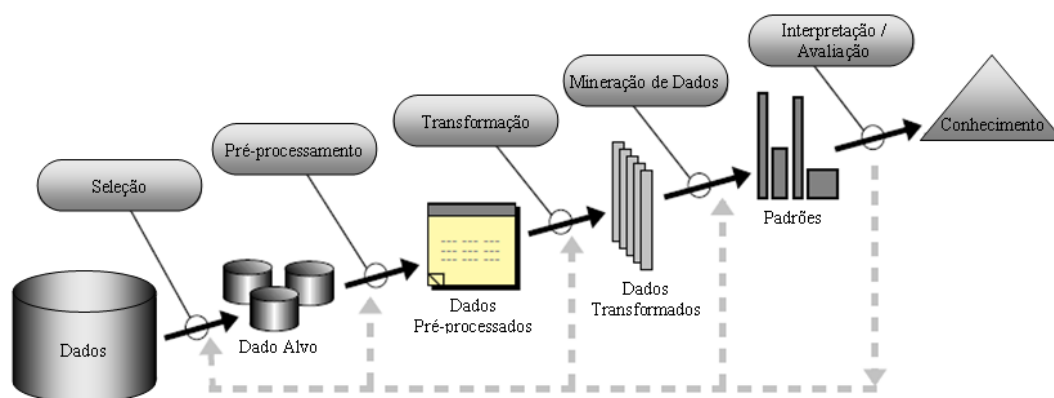 Interpretação /
Avaliação
Mineração de Dados
Transformação
Pré-processamento
Seleção
Conhecimento
Padrões
Dados
Transformados
Dados
Pré-processados
Dado Alvo
Dados